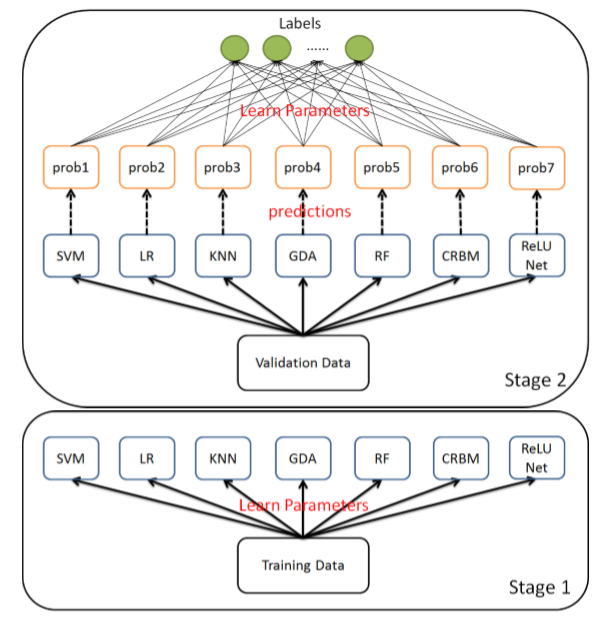 Labels
......
Learn Parameters
prob1 prob2 prob3 prob4 prob5 prob6 prob7
predictions
SVM LR KNN GDA RF CRBM ReLU
Net
Validation Data
Stage 2
SVM LR KNN GDA RF CRBM ReLU
Net
Learn Parameters
Training Data
Stage 1